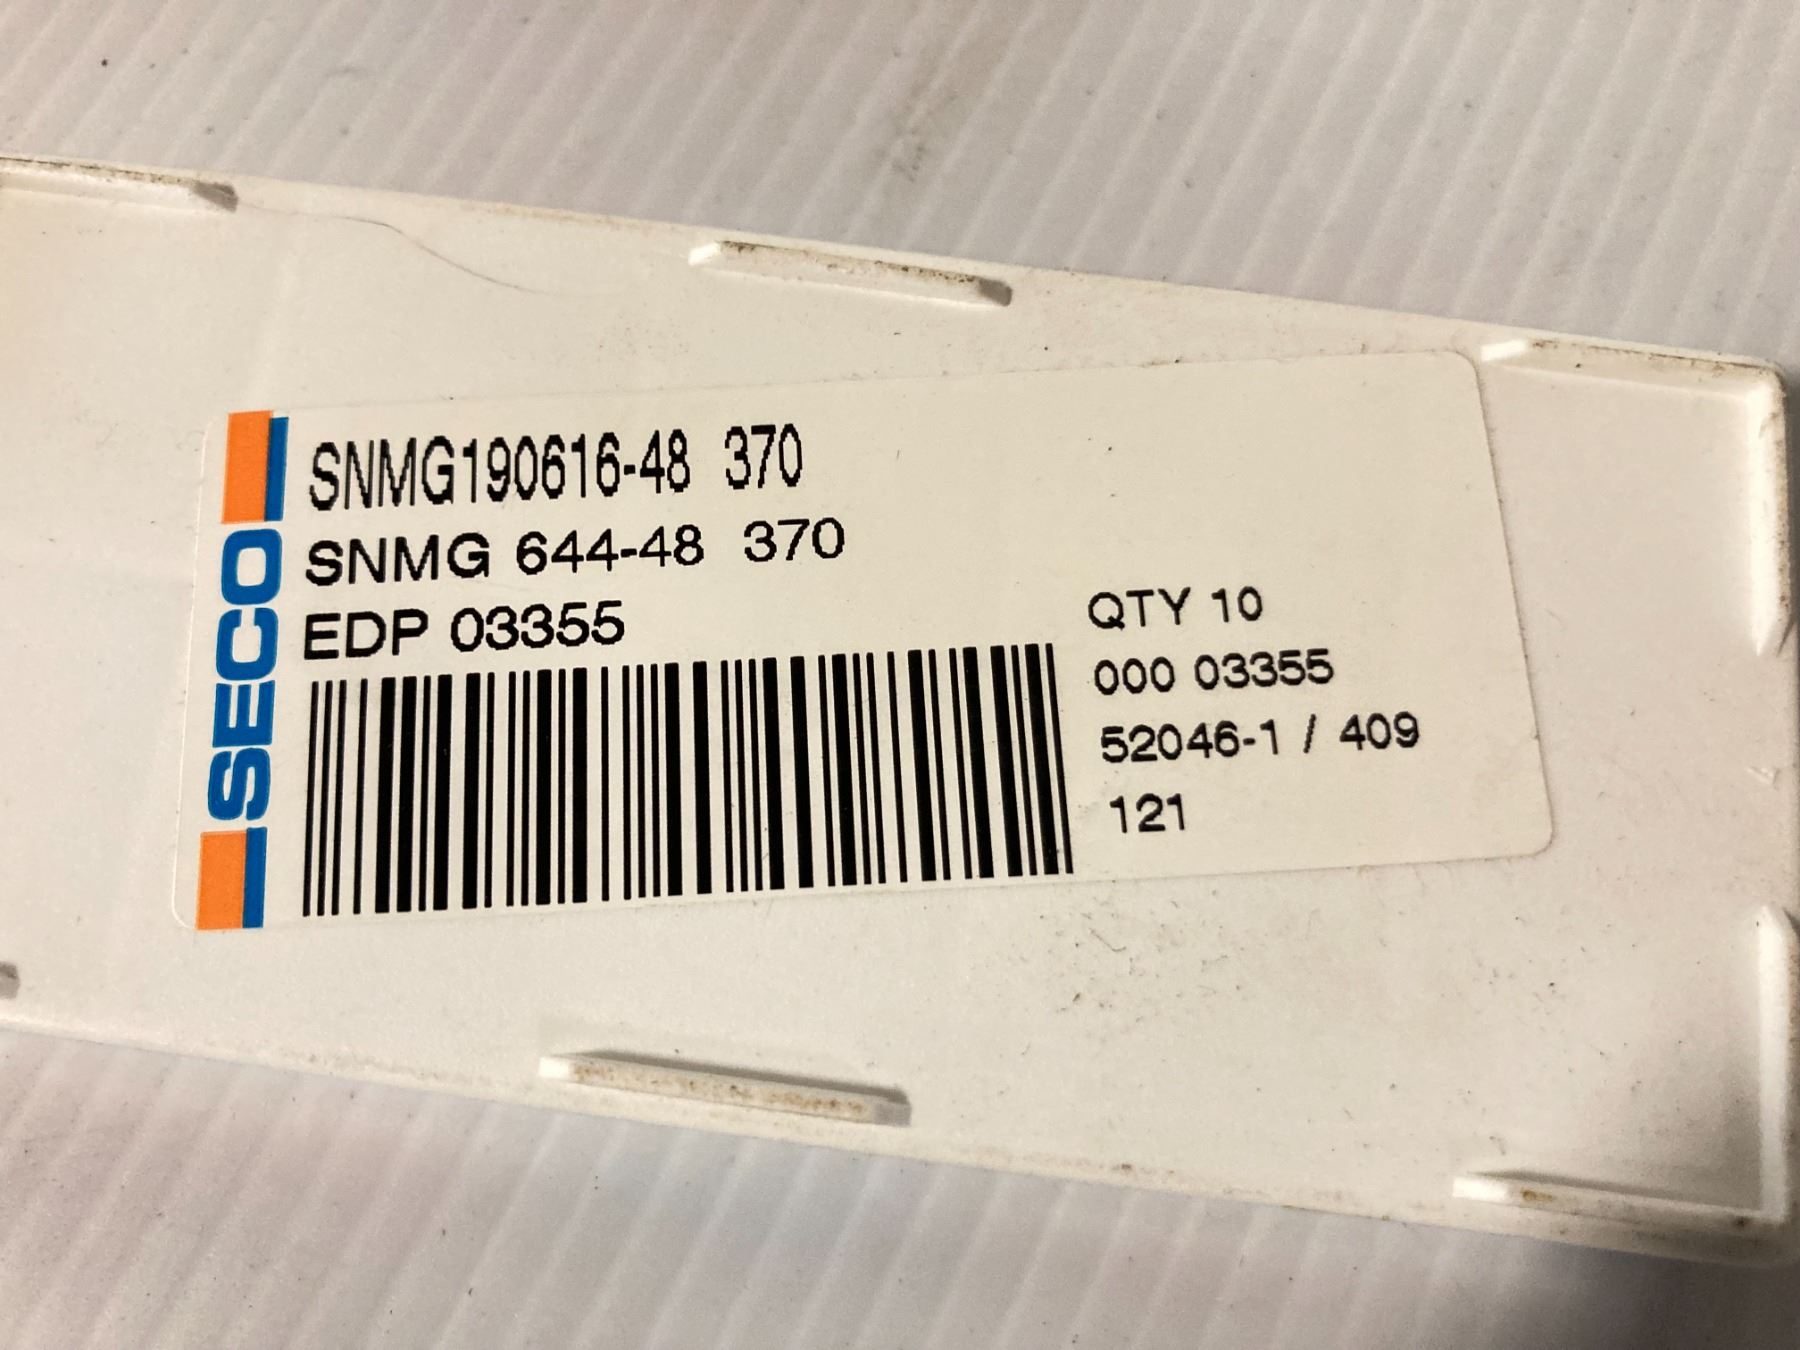 SECO
SNMG190616-48 370
SNMG 644-48 370
EDP 03355
QTY 10
000 03355
52046-1 / 409
121